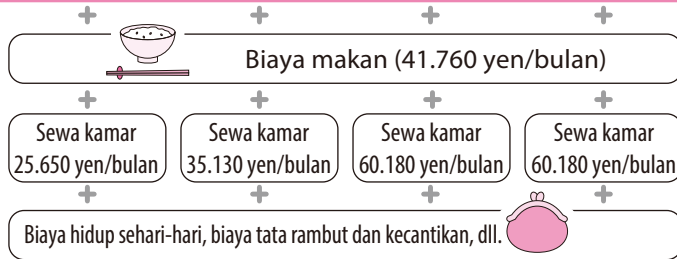 Biaya makan (41.760 yen/bulan)
Sewa kamar
25.650 yen/bulan
Sewa kamar
35.130 yen/bulan
Sewa kamar
60.180 yen/bulan
Sewa kamar
60.180 yen/bulan
Biaya hidup sehari-hari, biaya tata rambut dan kecantikan, dll.